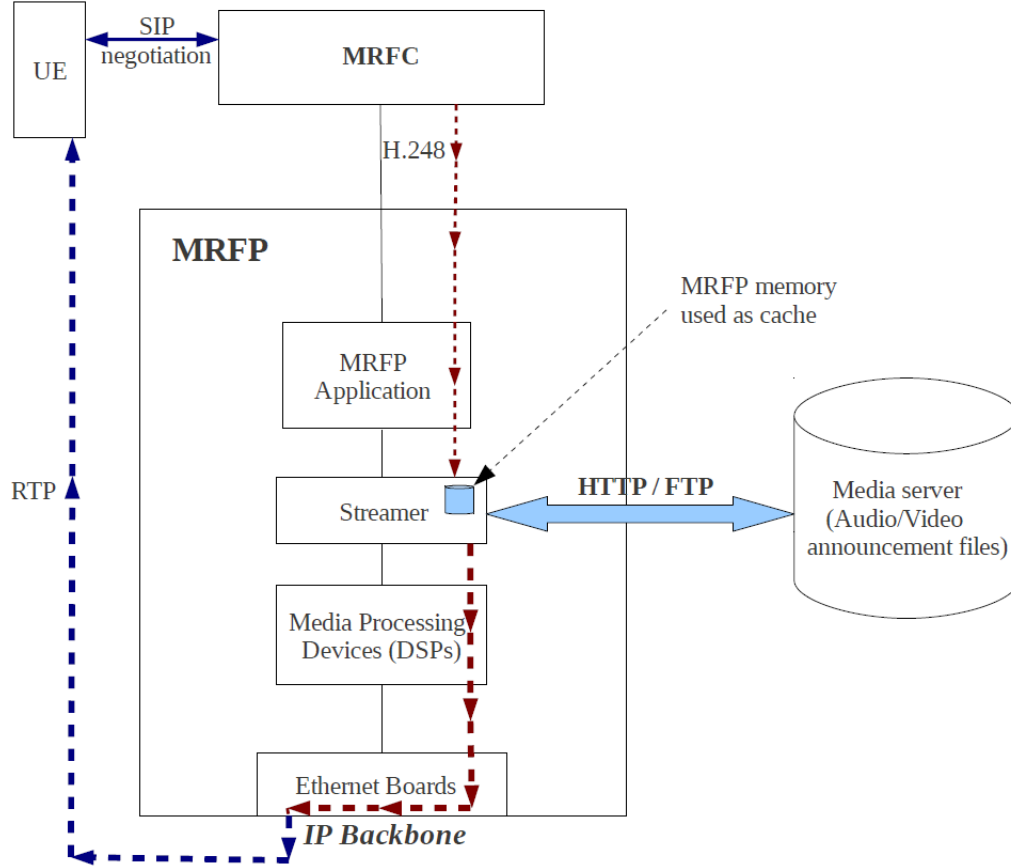 UE
SIP
negotiation
MRFC
H.248
MRFP
MRFP memory
used as cache
MRFP
Application
RTP
Streamer
HTTP / FTP
Media server
(Audio/Video
announcement files)
Media Processing
Devices (DSPs)
Ethernet Boards
IP Backbone